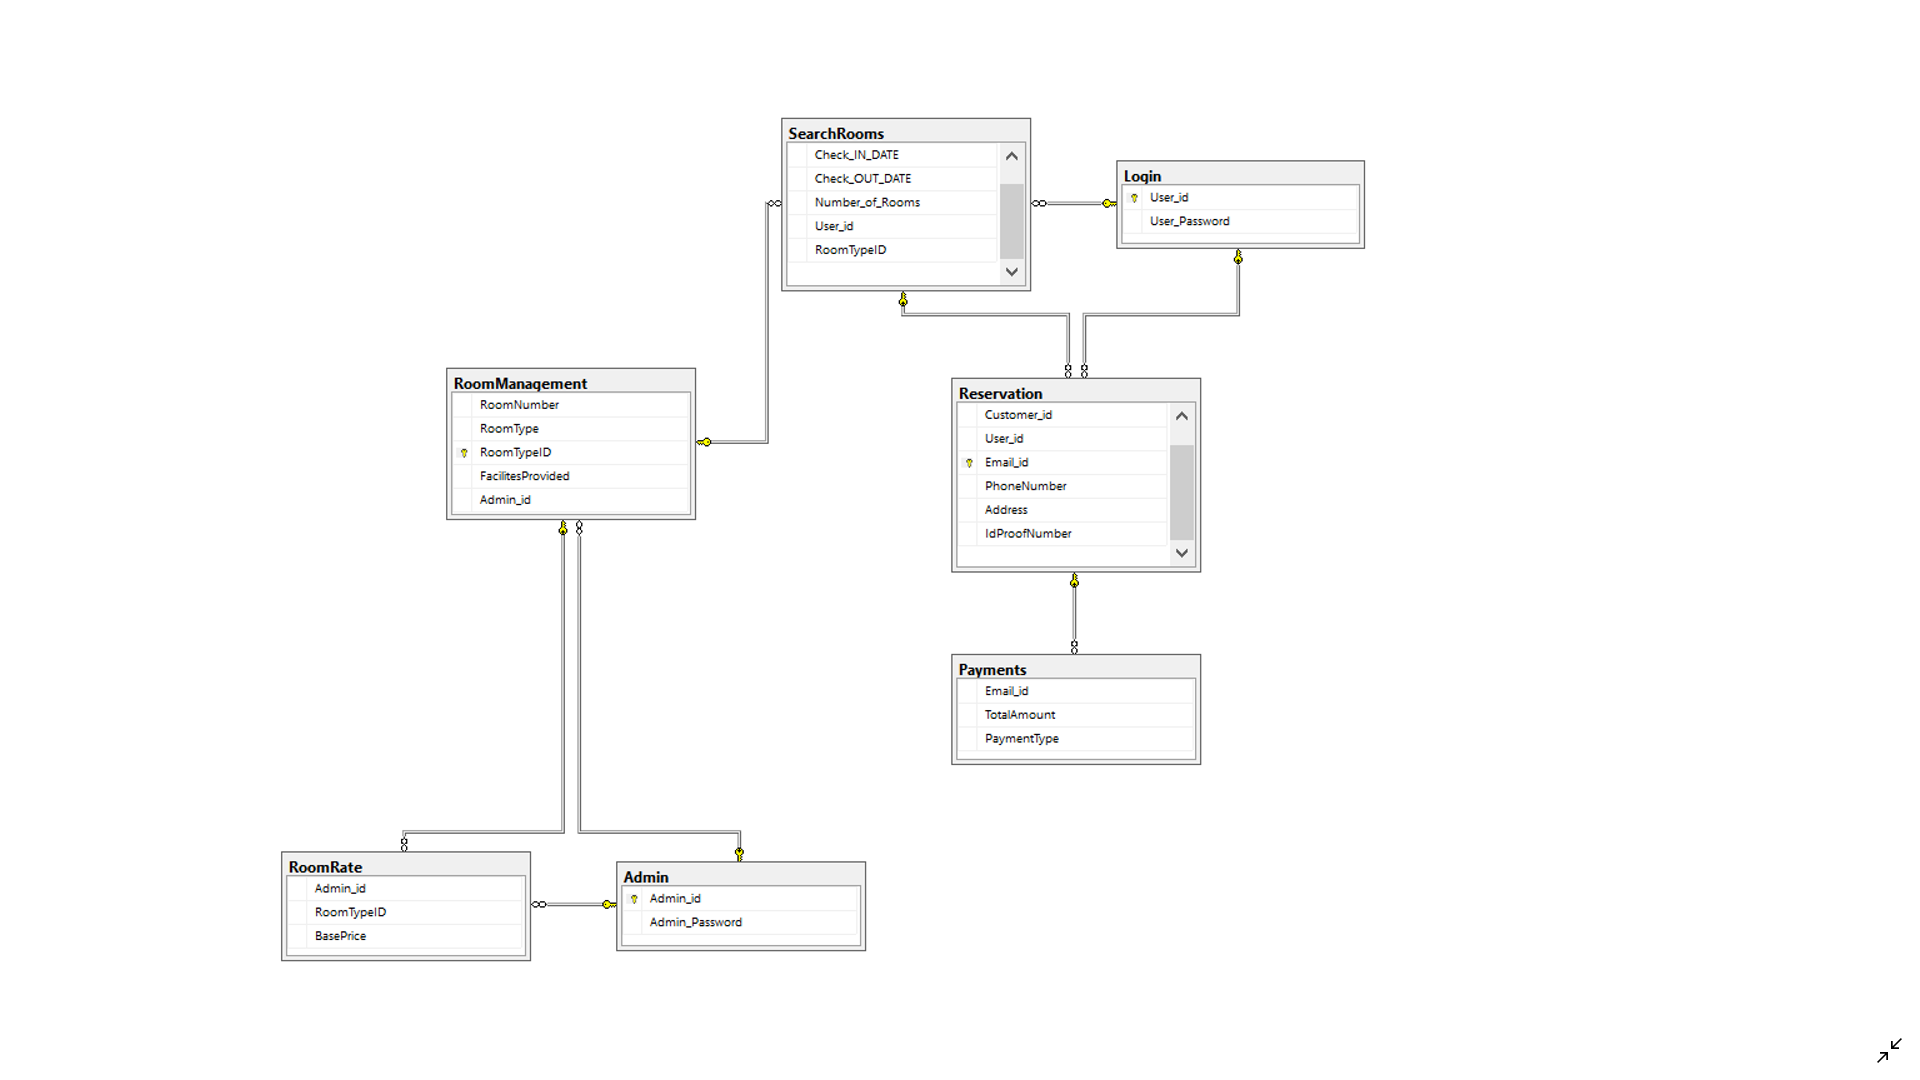 SearchRooms
Check_IN_DATE
Check_OUT_DATE
Number_of_Rooms
User_id
RoomTypeID
Login
User_id
User_Password
RoomManagement
RoomNumber
RoomType
RoomTypeID
FacilitesProvided
Admin_id
Reservation
Customer_id
User_id
Email_id
PhoneNumber
Address
IdProofNumber
Payments
Email_id
TotalAmount
PaymentType
RoomRate
Admin_id
RoomTypeID
BasePrice
Admin
Admin_id
Admin_Password